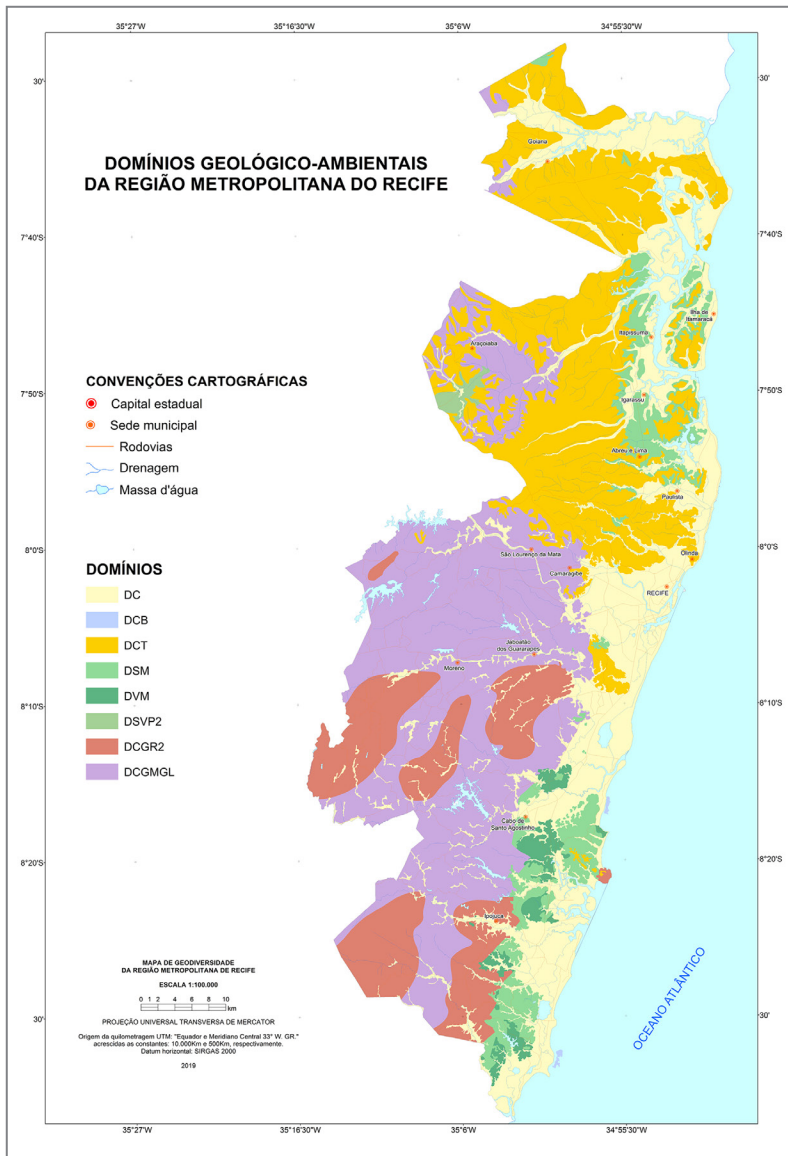 35°27'W
35°16'30"W
35°6'W
34°55'30"W
30'
30'
DOMÍNIOS GEOLÓGICO-AMBIENTAIS
DA REGIÃO METROPOLITANA DO RECIFE
Goiana
7°40'S
7°40'S
Ilha de
Itamaracá
Itapissuma
Araçoiaba
CONVENÇÕES CARTOGRÁFICAS
Capital estadual
Sede municipal
Rodovias
Drenagem
Massa d'água
7°50'S
7°50'S
Igarassu
Abreu e Lima
Paulista
8°0'S
8°0'S
São Lourenço da Mata
Olinda
Camaragibe
RECIFE
DOMÍNIOS
DC
DCB
DCT
DSM
DVM
DSVP2
DCGR2
DCGMGL
Jaboatão
dos Guararapes
Moreno
8°10'S
8°10'S
Cabo de
Santo Agostinho
8°20'S
8°20'S
Ipojuca
MAPA DE GEODIVERSIDADE
DA REGIÃO METROPOLITANA DE RECIFE
ESCALA 1:100.000
0 1 2 4 6 8 10
km
PROJEÇÃO UNIVERSAL TRANSVERSA DE MERCATOR
Origem da quilometragem UTM: "Equador e Meridiano Central 33° W. GR."
acrescidas as constantes: 10.000Km e 500Km, respectivamente.
Datum horizontal: SIRGAS 2000
2019
OCEANO ATLÂNTICO
30'
30'
35°27'W
35°16'30"W
35°6'W
34°55'30"W